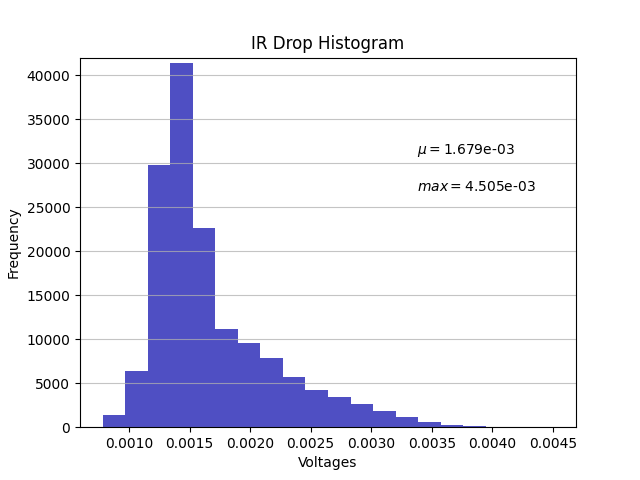 IR Drop Histogram
40000
35000
30000
25000
20000
15000
10000
5000
0
Frequency
μ = 1.679e-03
max = 4.505e-03
0.0010 0.0015 0.0020 0.0025 0.0030 0.0035 0.0040 0.0045
Voltages